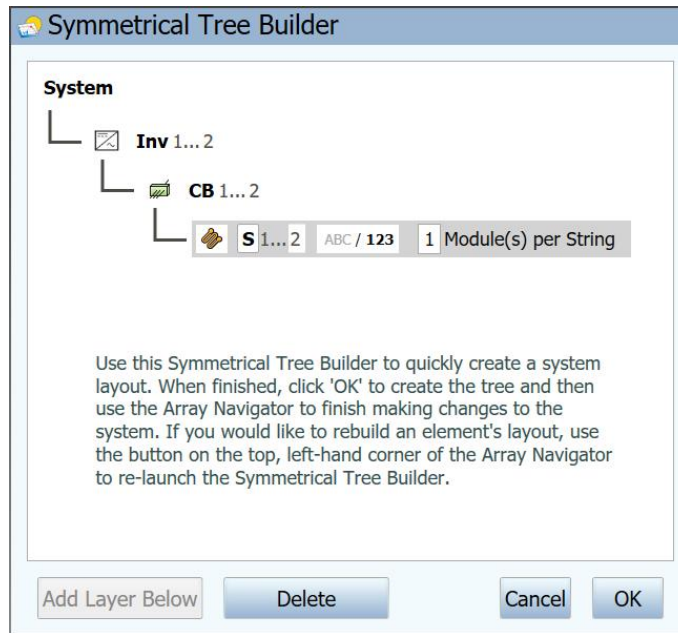 Symmetrical Tree Builder
System
Inv 1... 2
CB 1... 2
S 1... 2 ABC / 123 1 Module(s) per String
Use this Symmetrical Tree Builder to quickly create a system
layout. When finished, click 'OK' to create the tree and then
use the Array Navigator to finish making changes to the
system. If you would like to rebuild an element's layout, use
the button on the top, left-hand corner of the Array Navigator
to re-launch the Symmetrical Tree Builder.
Add Layer Below Delete Cancel OK